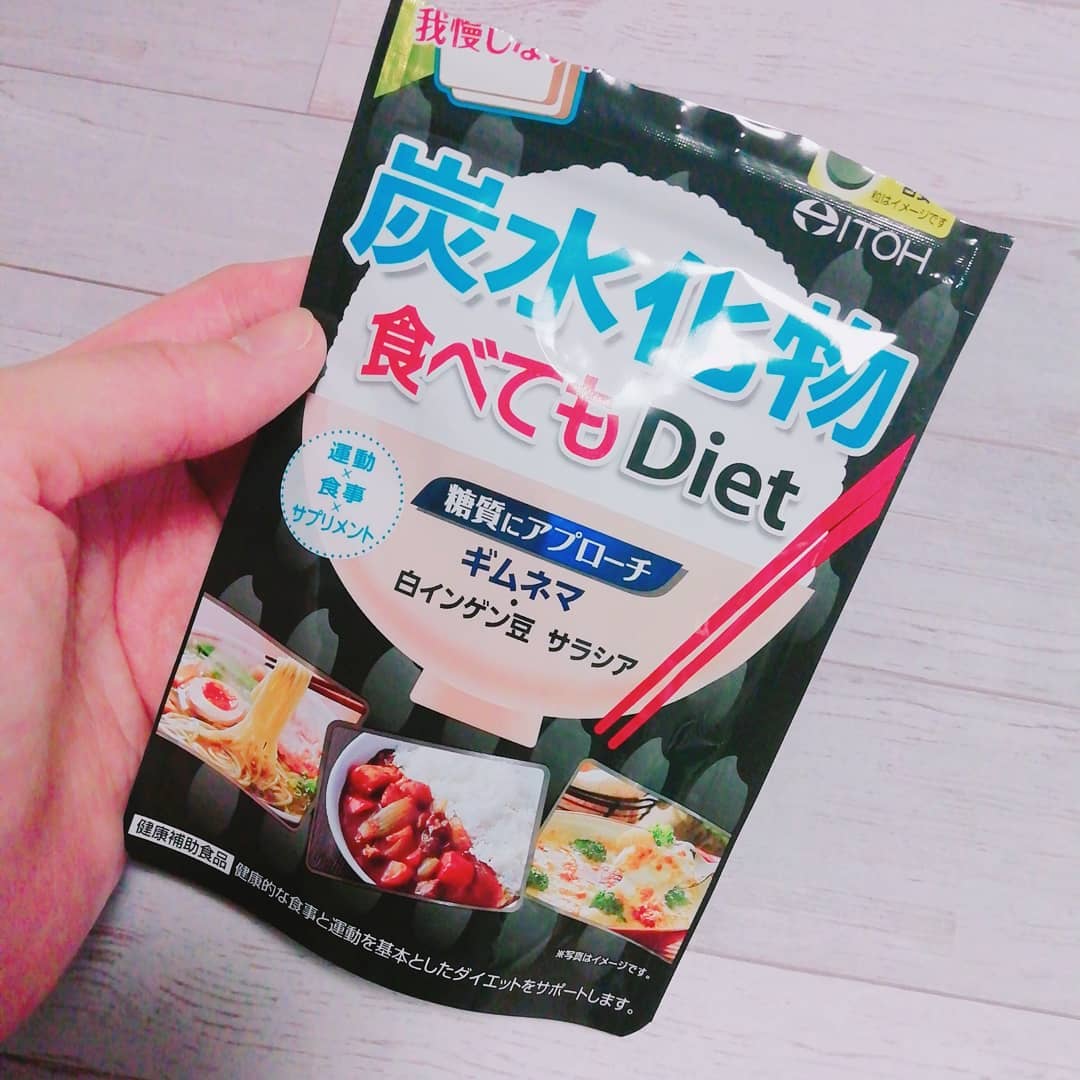 我慢しない!
粒はイメージです
ITOH
炭水化物
食べてもDiet
運動
×
食事
×
サプリメント
糖質にアプローチ
ギムネマ
・
白インゲン豆 サラシア
健康補助食品
健康的な食事と運動を基本としたダイエットをサポートします。
※写真はイメージです。